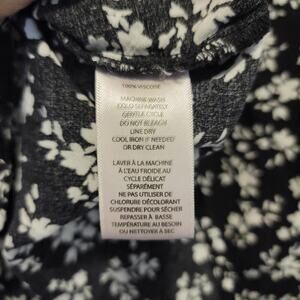 100% VISCOSE
MACHINE WASH
COLD SEPARATELY
GENTLE CYCLE
DO NOT BLEACH
LINE DRY
COOL IRON IF NEEDED
OR DRY CLEAN
LAVER À LA MACHINE
À L'EAU FROIDE AU
CYCLE DÉLICAT
SÉPARÉMENT
NE PAS UTILISER DE
CHLORURE DÉCOLORANT
SUSPENDRE POUR SÉCHER
REPASSER À BASSE
TEMPÉRATURE AU BESOIN
OU NETTOYER À SEC